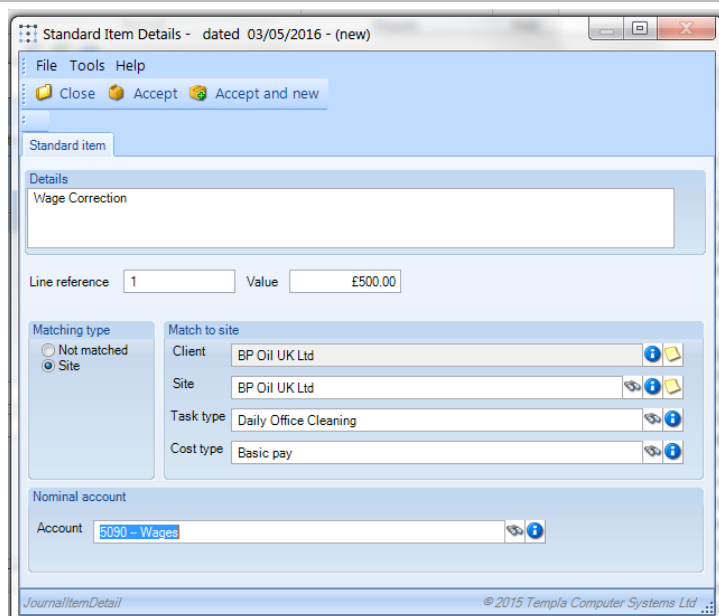 Standard Item Details -   dated  03/05/2016 - (new)
File Tools Help
Close Accept Accept and new
Standard item
Details
Wage Correction
Line reference 1 Value £500.00
Matching type
Not matched
Site
Match to site
Client BP Oil UK Ltd
Site BP Oil UK Ltd
Task type Daily Office Cleaning
Cost type Basic pay
Nominal account
Account 5090 -- Wages
JournalItemDetail © 2015 Templa Computer Systems Ltd